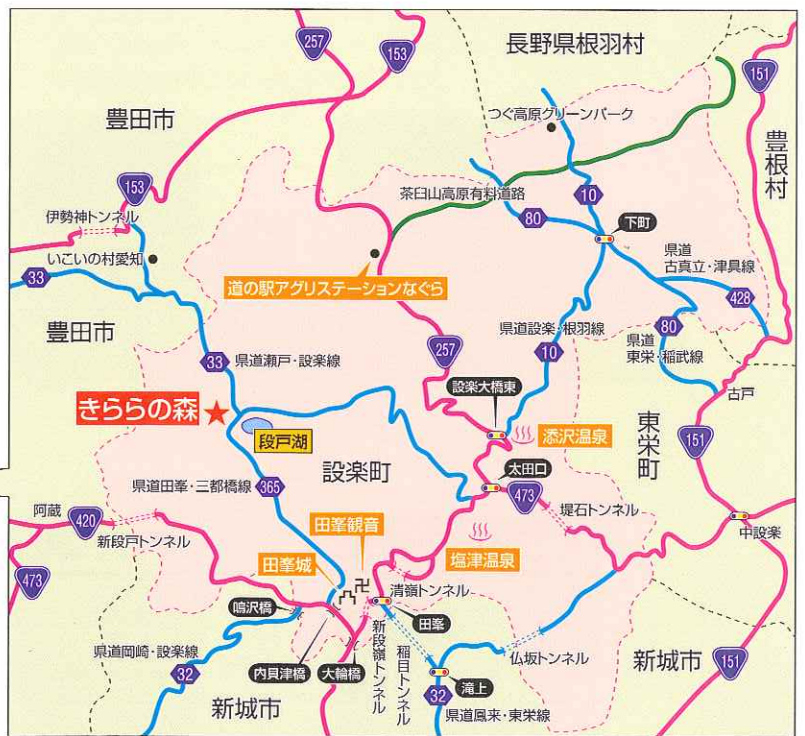 257
153
長野県根羽村
151
豊田市
つぐ高原グリーンパーク
豊根村
153
茶臼山高原有料道路
10
伊勢神トンネル
80
下町
いこいの村愛知
県道
古真立・津具線
33
道の駅アグリステーションなぐら
428
豊田市
県道設楽・根羽線
80
257
県道
東栄・稲武線
33
県道瀬戸・設楽線
10
設楽大橋東
古戸
きららの森
添沢温泉
東栄町
段戸湖
151
設楽町
太田口
県道田峯・三都橋線
365
473
堤石トンネル
阿蔵
420
新段戸トンネル
田峯観音
中設楽
田峯城
塩津温泉
473
清嶺トンネル
鳴沢橋
田峯
県道岡崎・設楽線
新段嶺トンネル
稲目トンネル
仏坂トンネル
新城市
151
32
内貝津橋
大輪橋
滝上
新城市
32
県道鳳来・東栄線